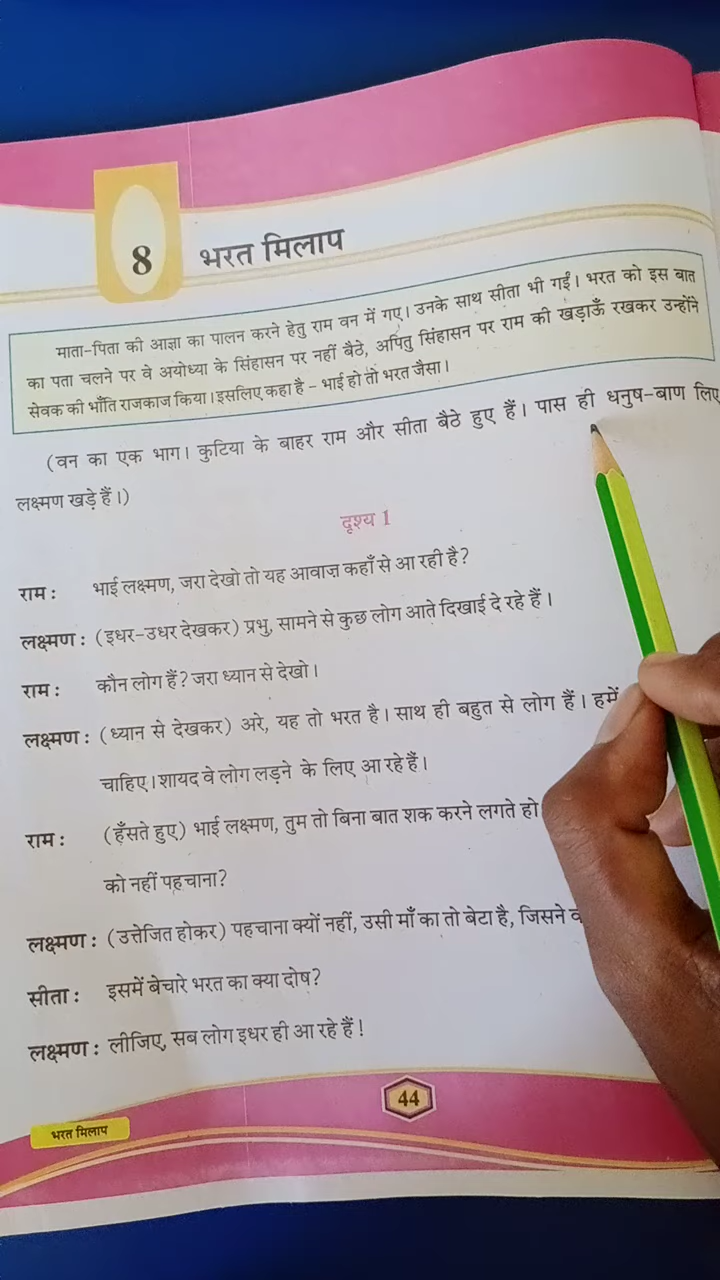 8
भरत मिलाप
माता-पिता की आज्ञा का पालन करने हेतु राम वन में गए। उनके साथ सीता भी गईं। भरत को इस बात
का पता चलने पर वे अयोध्या के सिंहासन पर नहीं बैठे, अपितु सिंहासन पर राम की खड़ाऊँ रखकर उन्होंने
सेवक की भाँति राजकाज किया। इसलिए कहा है – भाई हो तो भरत जैसा।
(वन का एक भाग। कुटिया के बाहर राम और सीता बैठे हुए हैं। पास ही धनुष-बाण लिए
लक्ष्मण खड़े हैं।)
दृश्य 1
राम : भाई लक्ष्मण, जरा देखो तो यह आवाज़ कहाँ से आ रही है?
लक्ष्मण : (इधर-उधर देखकर) प्रभु, सामने से कुछ लोग आते दिखाई दे रहे हैं।
राम : कौन लोग हैं? जरा ध्यान से देखो।
लक्ष्मण : (ध्यान से देखकर) अरे, यह तो भरत है। साथ ही बहुत से लोग हैं। हमें
चाहिए। शायद वे लोग लड़ने के लिए आ रहे हैं।
राम : (हँसते हुए) भाई लक्ष्मण, तुम तो बिना बात शक करने लगते हो
को नहीं पहचाना?
लक्ष्मण : (उत्तेजित होकर) पहचाना क्यों नहीं, उसी माँ का तो बेटा है, जिसने
सीता : इसमें बेचारे भरत का क्या दोष?
लक्ष्मण : लीजिए, सब लोग इधर ही आ रहे हैं!
44
भरत मिलाप